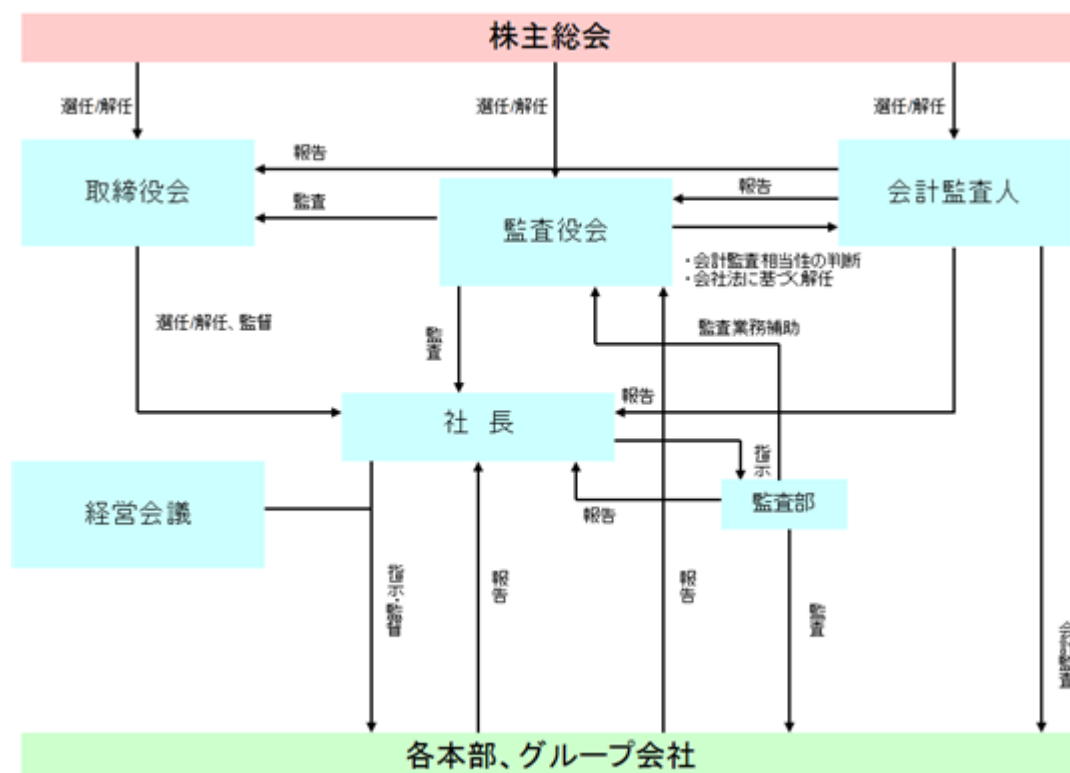 株主総会
選任/解任
選任/解任
選任/解任
取締役会
報告
監査
監査役会
報告
会計監査人
・会計監査相当性の判断
・会社法に基づく解任
選任/解任、監督
監査
監査業務補助
報告
社 長
指示
経営会議
監査部
報告
指示・監督
報告
報告
監査
会計監査
各本部、グループ会社